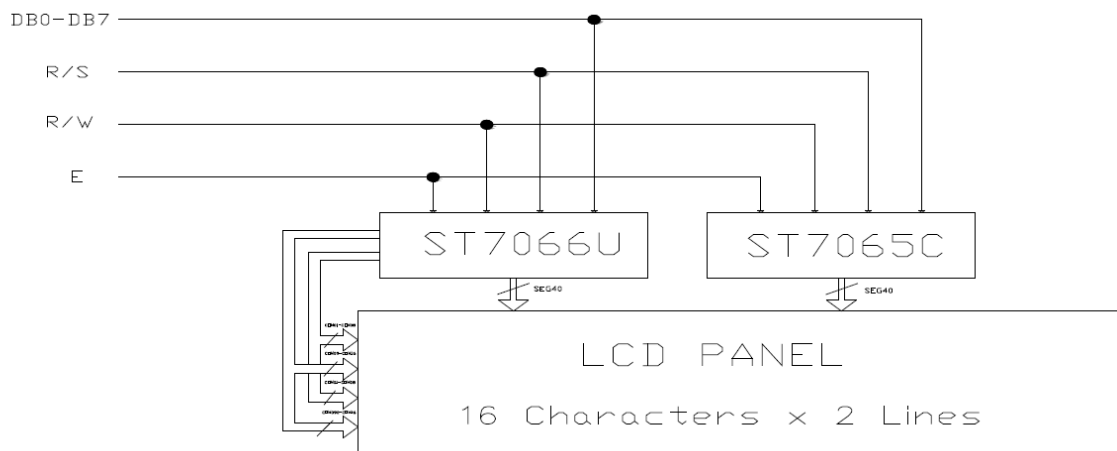 DB0-DB7
R/S
R/W
E
ST7066U
ST7065C
SEG40
SEG40
LCD PANEL
16 Characters x 2 Lines